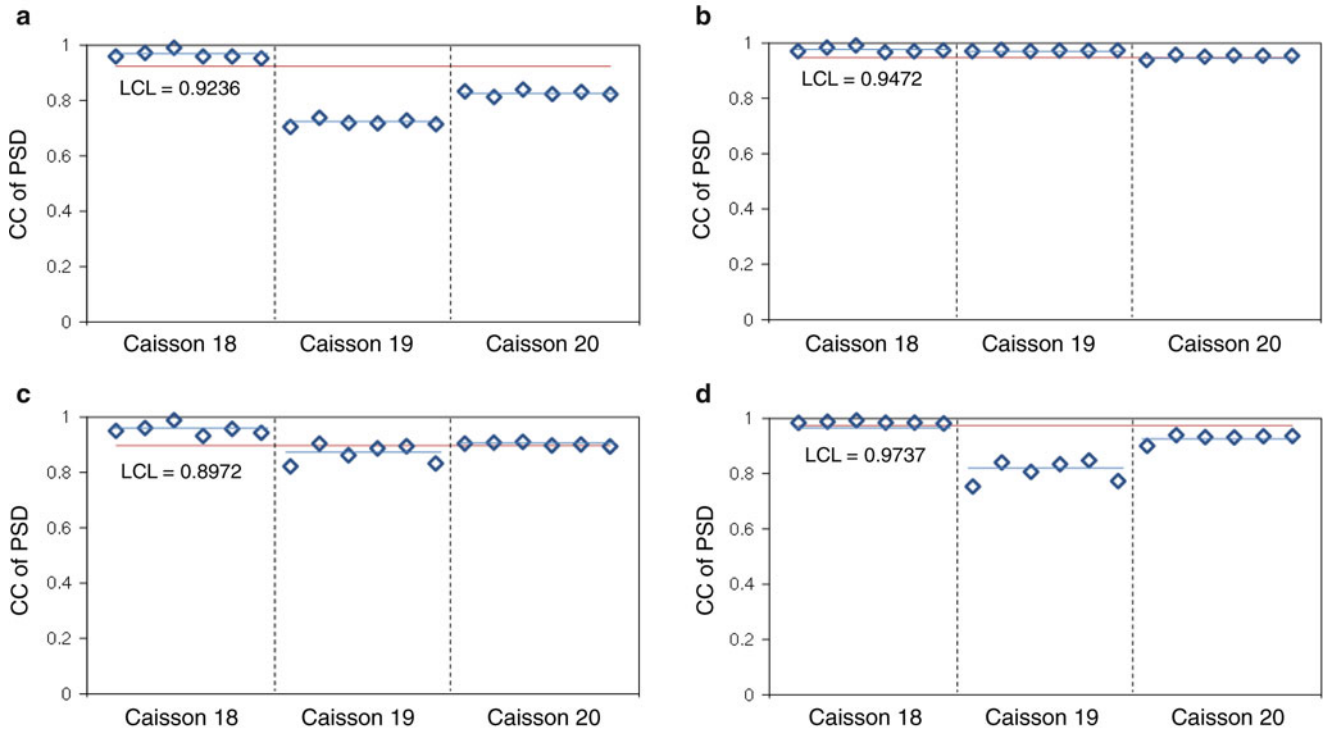 a
CC of PSD
1
0.8
0.6
0.4
0.2
0
LCL = 0.9236
Caisson 18
Caisson 19
Caisson 20
b
CC of PSD
1
0.8
0.6
0.4
0.2
0
LCL = 0.9472
Caisson 18
Caisson 19
Caisson 20
c
CC of PSD
1
0.8
0.6
0.4
0.2
0
LCL = 0.8972
Caisson 18
Caisson 19
Caisson 20
d
CC of PSD
1
0.8
0.6
0.4
0.2
0
LCL = 0.9737
Caisson 18
Caisson 19
Caisson 20